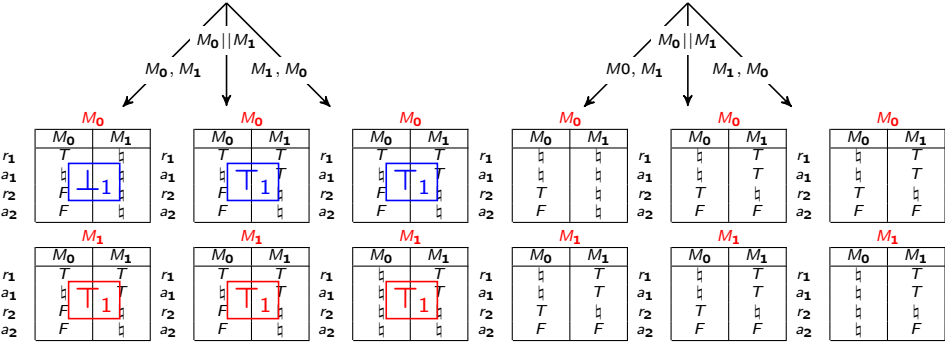 M₀||M₁ M₀||M₁
M₀, M₁ M₁, M₀ M0, M₁ M₁, M₀
M₀ M₀ M₀ M₀ M₀ M₀
M₀ M₁ M₀ M₁ M₀ M₁ M₀ M₁ M₀ M₁ M₀ M₁
r₁ T ♮ r₁ T T r₁ T T r₁ ♮ ♮ r₁ ♮ T r₁ ♮ T
a₁ ♮ ♮ a₁ ♮ T a₁ ♮ T a₁ ♮ ♮ a₁ ♮ T a₁ ♮ T
⊥₁ ⊤₁ ⊤₁
r₂ F ♮ r₂ F ♮ r₂ F ♮ r₂ T ♮ r₂ T ♮ r₂ T ♮
a₂ F ♮ a₂ F ♮ a₂ F ♮ a₂ F ♮ a₂ F F a₂ F F
M₁ M₁ M₁ M₁ M₁ M₁
M₀ M₁ M₀ M₁ M₀ M₁ M₀ M₁ M₀ M₁ M₀ M₁
r₁ T T r₁ T T r₁ ♮ T r₁ ♮ T r₁ ♮ T r₁ ♮ T
a₁ ♮ T a₁ ♮ T a₁ ♮ T a₁ ♮ T a₁ ♮ T a₁ ♮ T
⊤₁ ⊤₁ ⊤₁
r₂ F ♮ r₂ F ♮ r₂ ♮ ♮ r₂ T ♮ r₂ T ♮ r₂ ♮ ♮
a₂ F ♮ a₂ F ♮ a₂ ♮ ♮ a₂ F F a₂ F F a₂ ♮ F